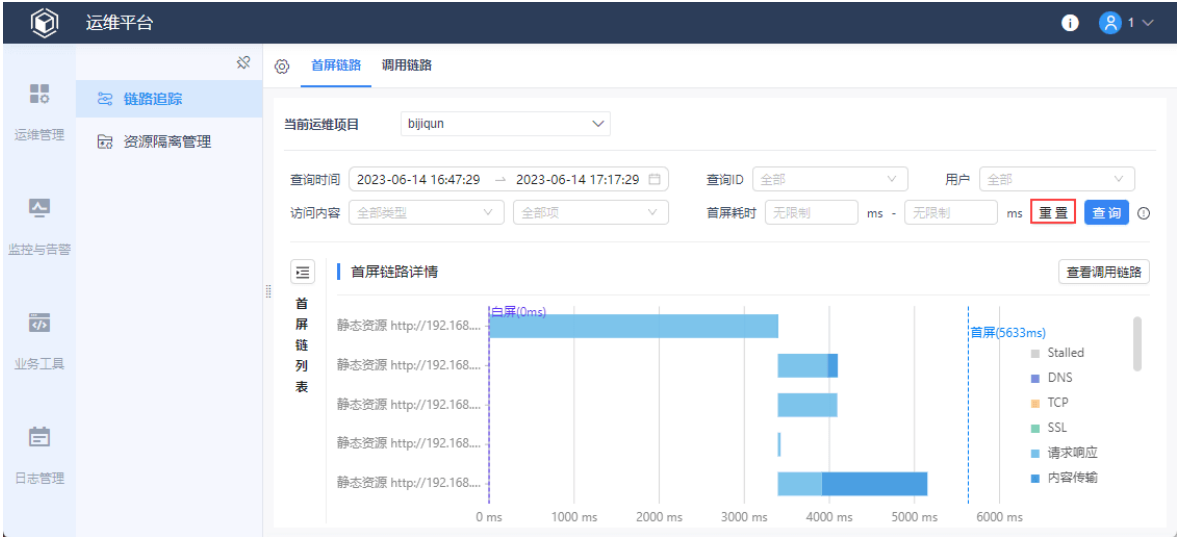 运维平台
1
首屏链路 调用链路
运维管理
链路追踪
资源隔离管理
监控与告警
业务工具
日志管理
当前运维项目 bijiqun
查询时间 2023-06-14 16:47:29 → 2023-06-14 17:17:29 查询ID 全部 用户 全部
访问内容 全部类型 全部项 首屏耗时 无限制 ms - 无限制 ms 重置 查询
首屏链路详情 查看调用链路
首屏链列表
白屏(0ms)
首屏(5633ms)
静态资源 http://192.168....
静态资源 http://192.168....
静态资源 http://192.168....
静态资源 http://192.168....
静态资源 http://192.168....
Stalled
DNS
TCP
SSL
请求响应
内容传输
0 ms 1000 ms 2000 ms 3000 ms 4000 ms 5000 ms 6000 ms